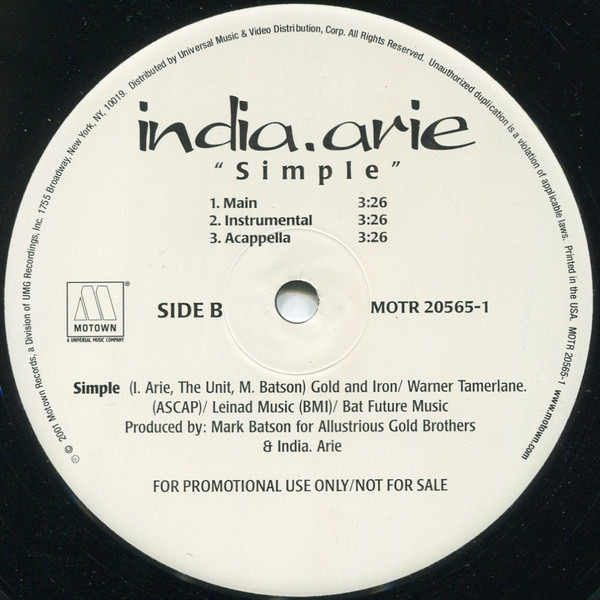 © ℗ 2001 Motown Records, a Division of UMG Recordings, Inc. 1755 Broadway, New York, NY, 10019. Distributed by Universal Music & Video Distribution, Corp. All Rights Reserved. Unauthorized duplication is a violation of applicable laws. Printed in the USA. MOTR 20565-1 www.motown.com
india.arie
"Simple"
1. Main 3:26
2. Instrumental 3:26
3. Acappella 3:26
MOTOWN ®
A UNIVERSAL MUSIC COMPANY
SIDE B
MOTR 20565-1
Simple (I. Arie, The Unit, M. Batson) Gold and Iron/ Warner Tamerlane.
(ASCAP)/ Leinad Music (BMI)/ Bat Future Music
Produced by: Mark Batson for Allustrious Gold Brothers
& India. Arie
FOR PROMOTIONAL USE ONLY/NOT FOR SALE